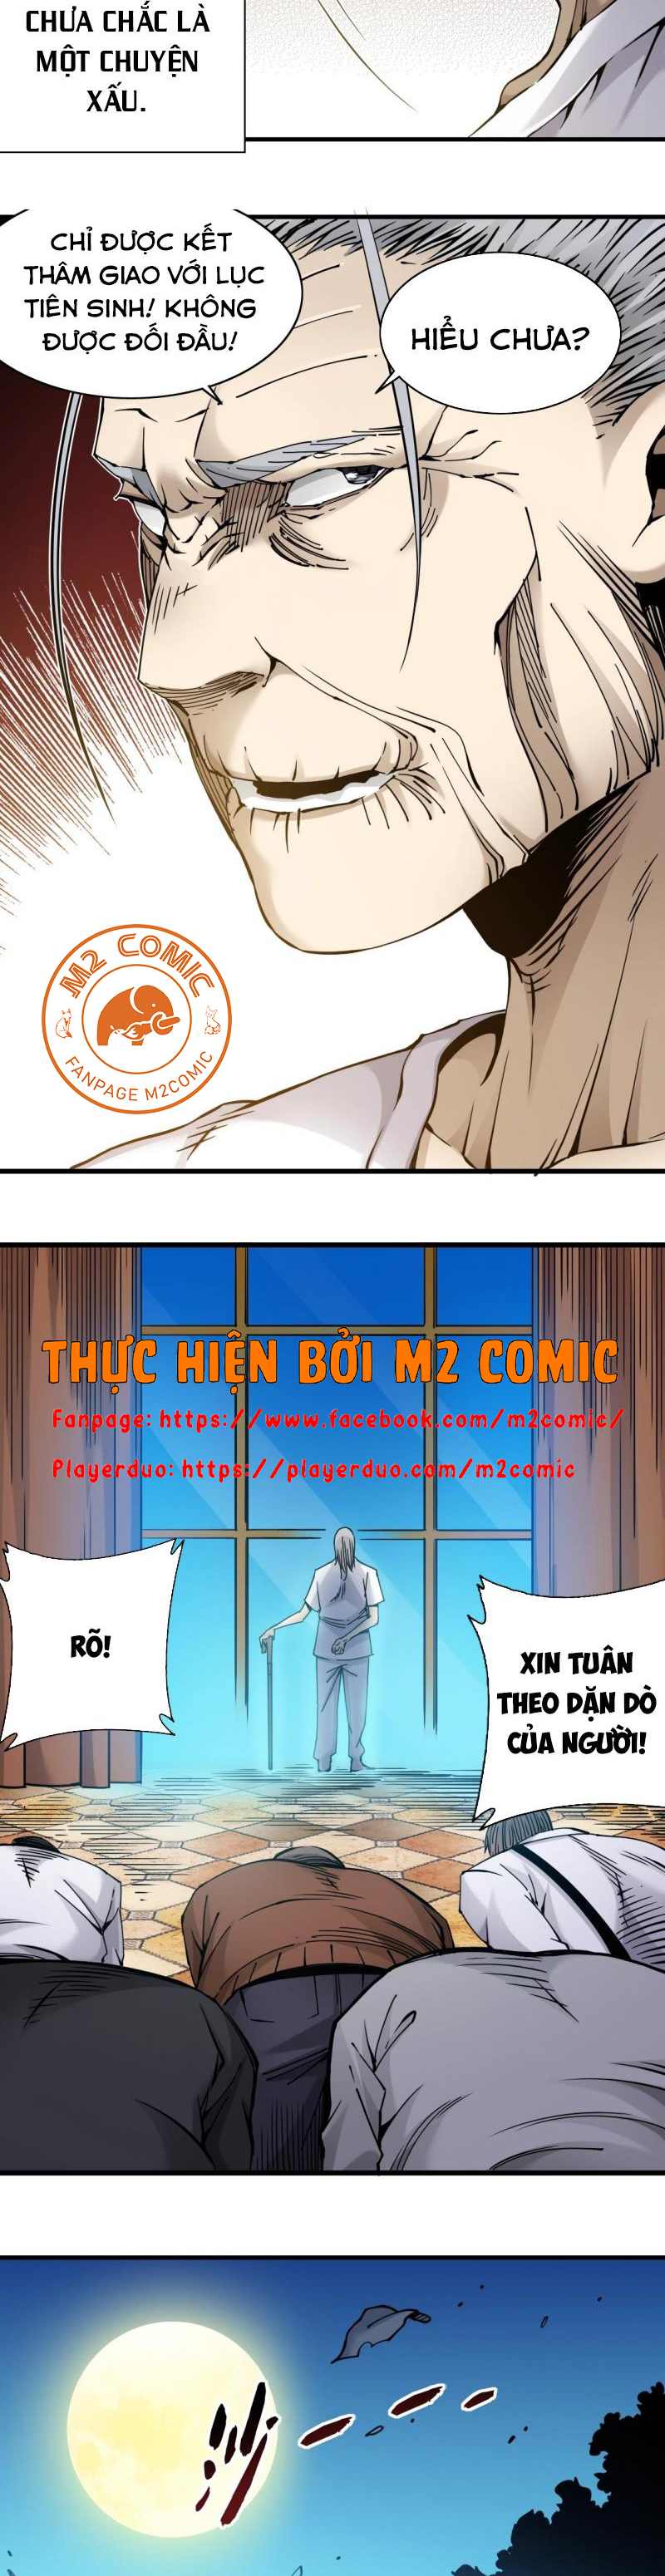 CHƯA CHẮC LÀ
MỘT CHUYỆN
XẤU.
CHỈ ĐƯỢC KẾT
THÂM GIAO VỚI LỤC
TIÊN SINH! KHÔNG
ĐƯỢC ĐỐI ĐẦU!
HIỂU CHƯA?
M2 COMIC
FANPAGE M2COMIC
THỰC HIỆN BỞI M2 COMIC
Fanpage: https://www.facebook.com/m2comic/
Playerduo: https://playerduo.com/m2comic
RÕ!
XIN TUÂN
THEO DẶN DÒ
CỦA NGƯỜI!